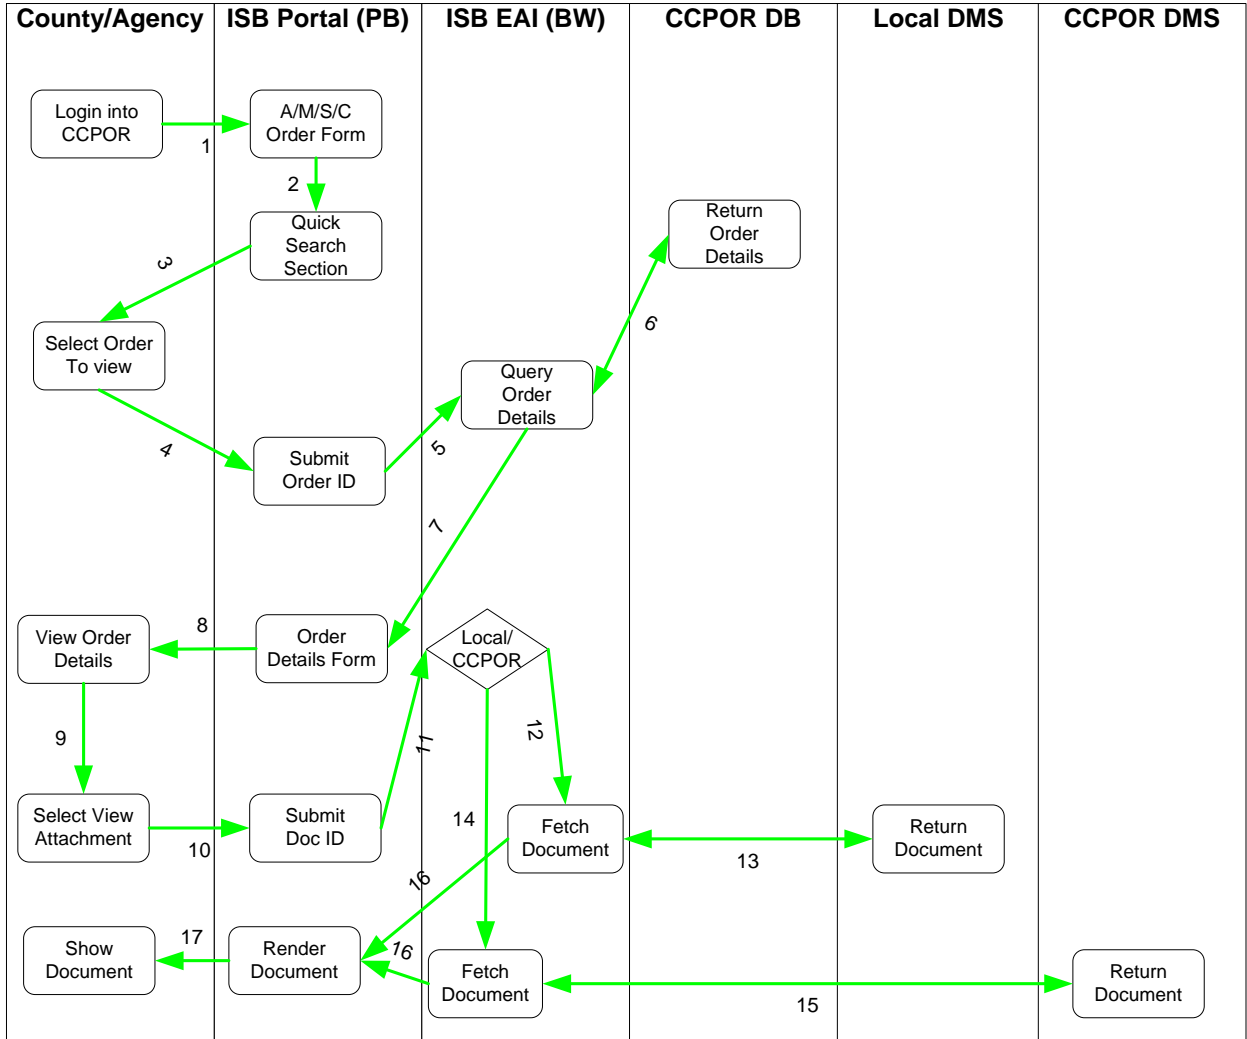 County/Agency
ISB Portal (PB)
ISB EAI (BW)
CCPOR DB
Local DMS
CCPOR DMS
Login into
CCPOR
1
A/M/S/C
Order Form
2
Quick
Search
Section
Return
Order
Details
3
6
Select Order
To view
Query
Order
Details
4
5
Submit
Order ID
7
View Order
Details
8
Order
Details Form
Local/
CCPOR
9
11
12
Select View
Attachment
10
Submit
Doc ID
14
Fetch
Document
13
Return
Document
16
Show
Document
17
Render
Document
16
Fetch
Document
15
Return
Document